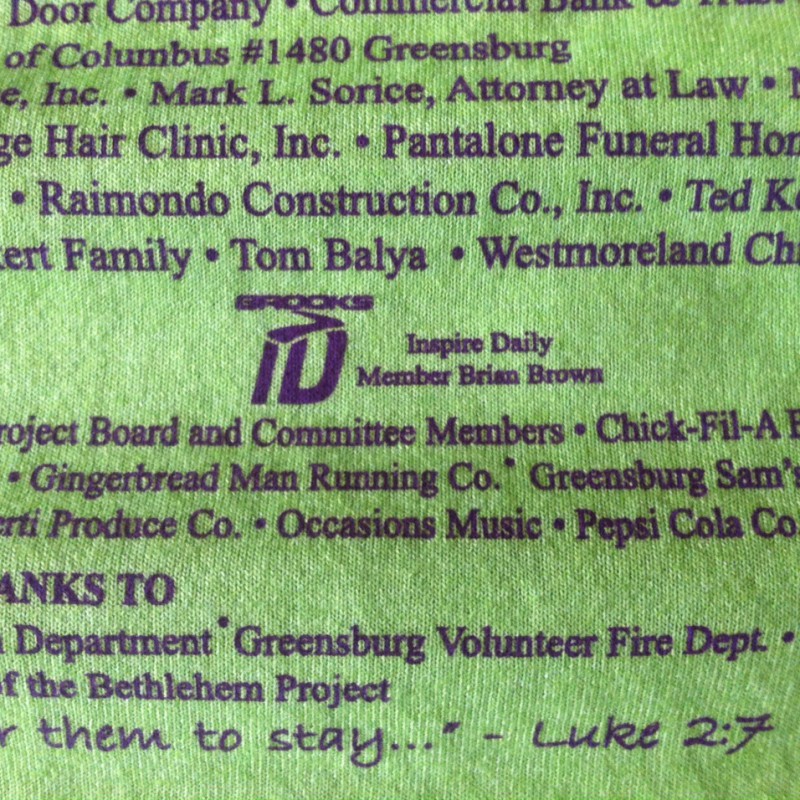 Door Company • Commercial Bank & Trust
of Columbus #1480 Greensburg
e, Inc. • Mark L. Sorice, Attorney at Law •
ge Hair Clinic, Inc. • Pantalone Funeral Hom
• Raimondo Construction Co., Inc. • Ted K
ert Family • Tom Balya • Westmoreland Ch
BROOKS
ID
Inspire Daily
Member Brian Brown
roject Board and Committee Members • Chick-Fil-A
• Gingerbread Man Running Co. • Greensburg Sam's
erti Produce Co. • Occasions Music • Pepsi Cola Co
ANKS TO
Department • Greensburg Volunteer Fire Dept. •
of the Bethlehem Project
r them to stay..." - Luke 2:7